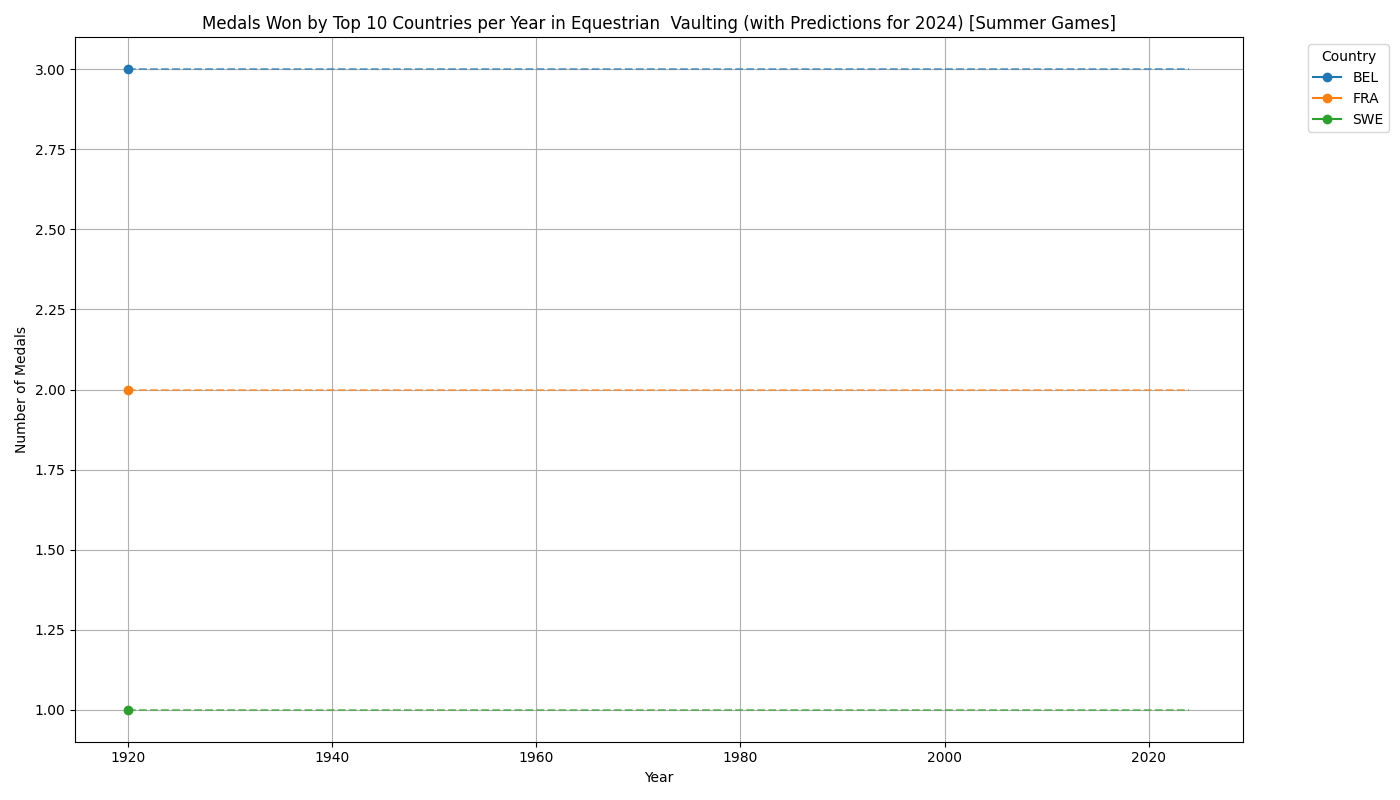 Medals Won by Top 10 Countries per Year in Equestrian  Vaulting (with Predictions for 2024) [Summer Games]
Country
BEL
FRA
SWE
Number of Medals
3.00
2.75
2.50
2.25
2.00
1.75
1.50
1.25
1.00
1920 1940 1960 1980 2000 2020
Year